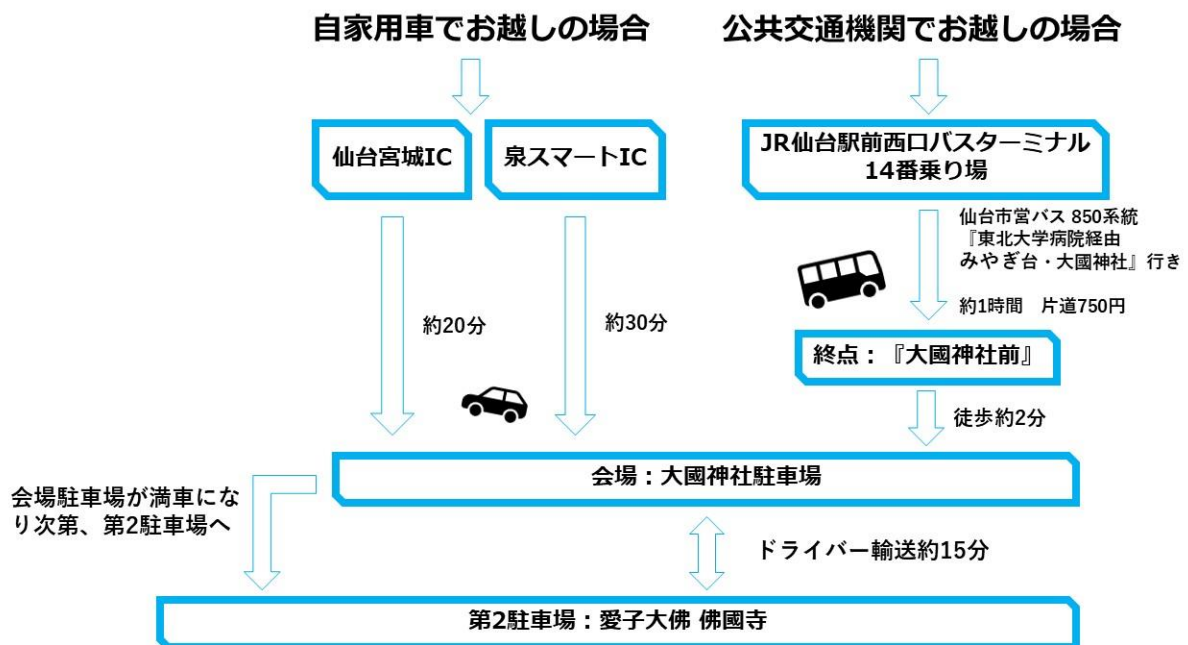 自家用車でお越しの場合
公共交通機関でお越しの場合
仙台宮城IC
泉スマートIC
JR仙台駅前西口バスターミナル
14番乗り場
仙台市営バス 850系統
『東北大学病院経由
みやぎ台・大國神社』行き
約1時間　片道750円
約20分
約30分
終点：『大國神社前』
徒歩約2分
会場：大國神社駐車場
会場駐車場が満車にな
り次第、第2駐車場へ
ドライバー輸送約15分
第2駐車場：愛子大佛 佛國寺